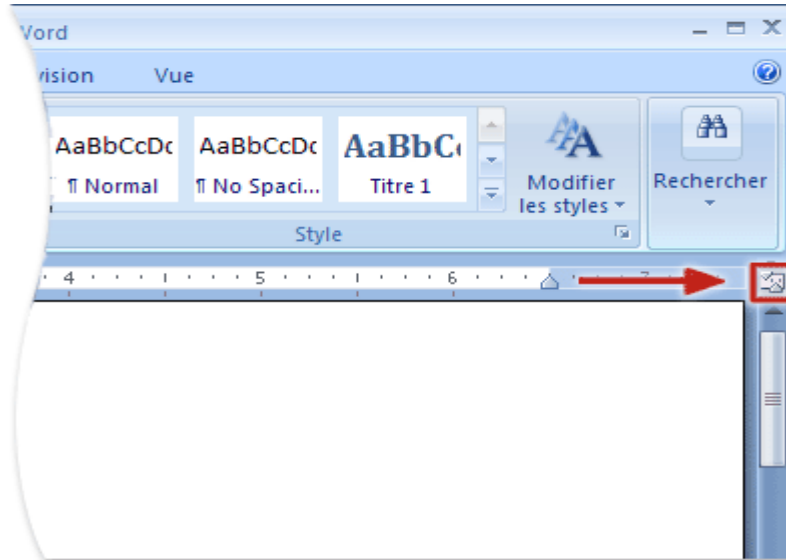 Word
vision Vue
AaBbCcDc AaBbCcDc AaBbC
¶ Normal ¶ No Spaci... Titre 1
Modifier
les styles
Rechercher
Style
4 5 6 7